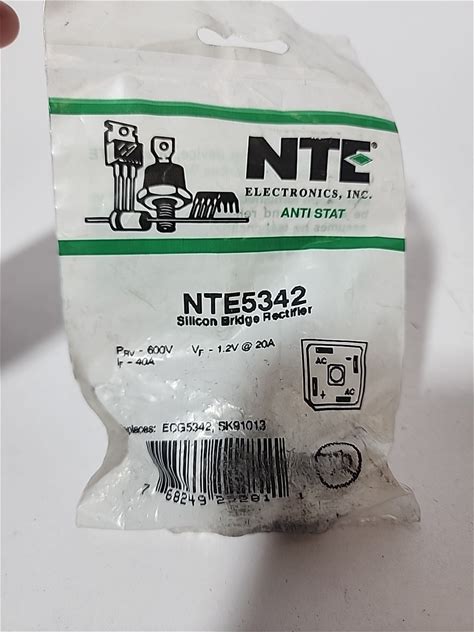 NTE
ELECTRONICS, INC.
ANTI STAT
NTE5342
Silicon Bridge Rectifier
PRV - 600V VF - 1.2V @ 20A
IF - 40A
AC -
+ AC
ECG5342, SK91013